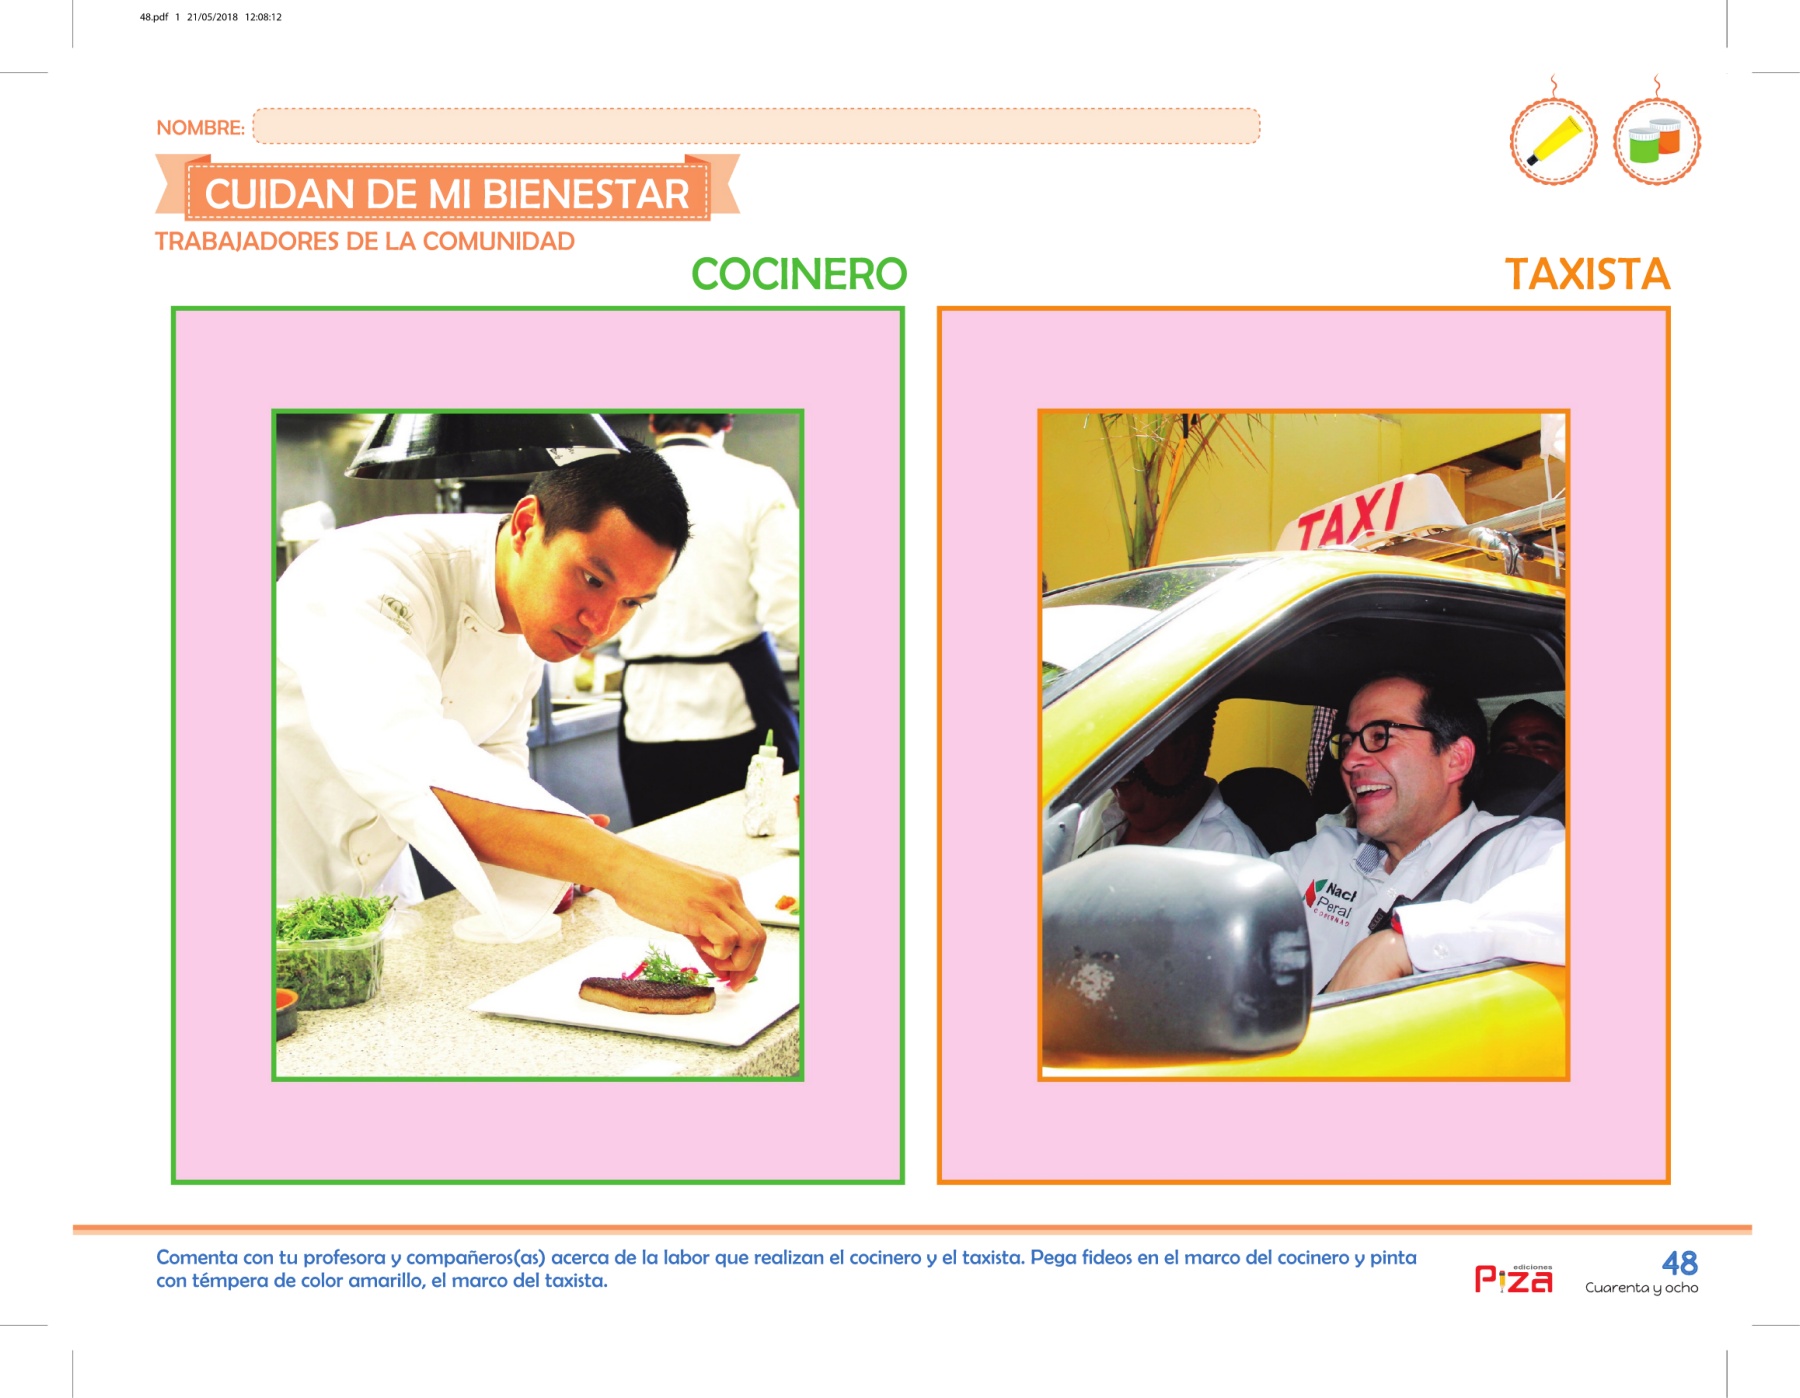 48.pdf 1 21/05/2018 12:08:12
NOMBRE:
CUIDAN DE MI BIENESTAR
TRABAJADORES DE LA COMUNIDAD
COCINERO
TAXISTA
TAXI
Nach
Peral
Comenta con tu profesora y compañeros(as) acerca de la labor que realizan el cocinero y el taxista. Pega fideos en el marco del cocinero y pinta
con témpera de color amarillo, el marco del taxista.
ediciones
Piza
48
Cuarenta y ocho